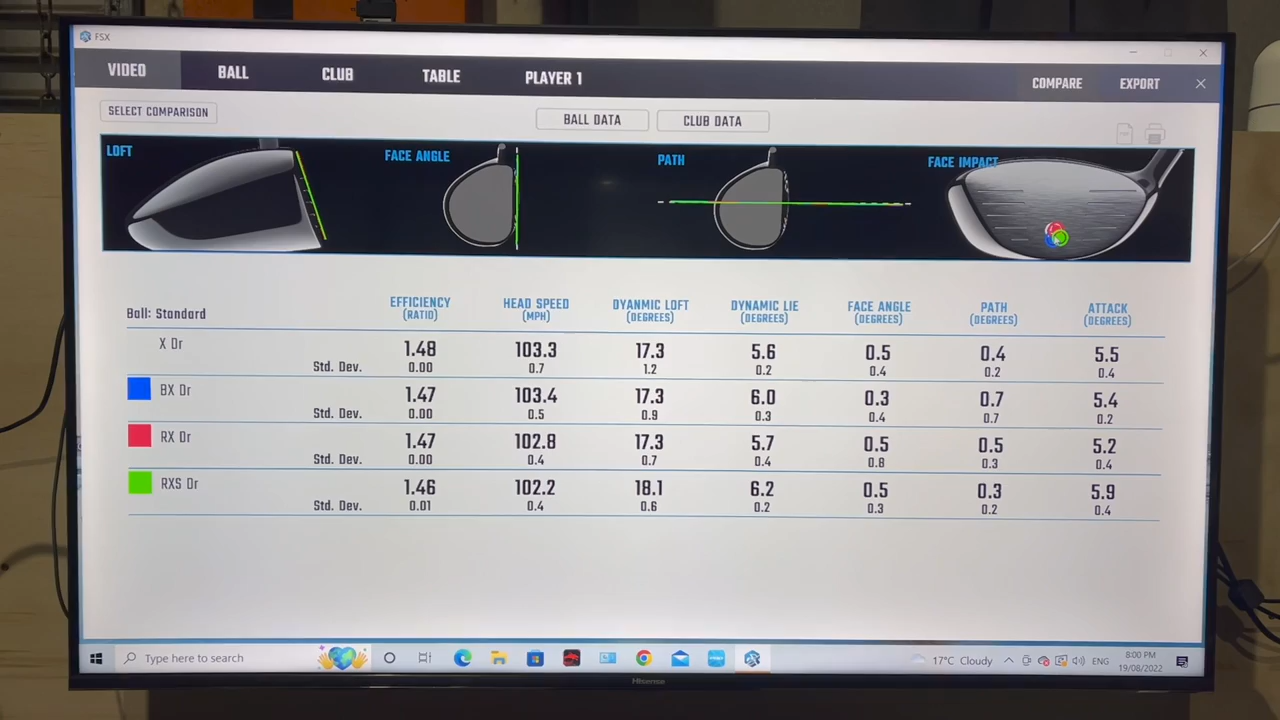 FSX
VIDEO BALL CLUB TABLE PLAYER 1 COMPARE EXPORT
SELECT COMPARISON BALL DATA CLUB DATA
LOFT FACE ANGLE PATH FACE IMPACT
Ball: Standard EFFICIENCY HEAD SPEED DYANMIC LOFT DYNAMIC LIE FACE ANGLE PATH ATTACK
(RATIO) (MPH) (DEGREES) (DEGREES) (DEGREES) (DEGREES) (DEGREES)
X Dr 1.48 103.3 17.3 5.6 0.5 0.4 5.5
Std. Dev. 0.00 0.7 1.2 0.2 0.4 0.2 0.4
BX Dr 1.47 103.4 17.3 6.0 0.3 0.7 5.4
Std. Dev. 0.00 0.5 0.9 0.3 0.4 0.7 0.2
RX Dr 1.47 102.8 17.3 5.7 0.5 0.5 5.2
Std. Dev. 0.00 0.4 0.7 0.4 0.8 0.3 0.4
RXS Dr 1.46 102.2 18.1 6.2 0.5 0.3 5.9
Std. Dev. 0.01 0.4 0.6 0.2 0.3 0.2 0.4
Type here to search 17°C Cloudy ENG 8:00 PM
19/08/2022
Hisense